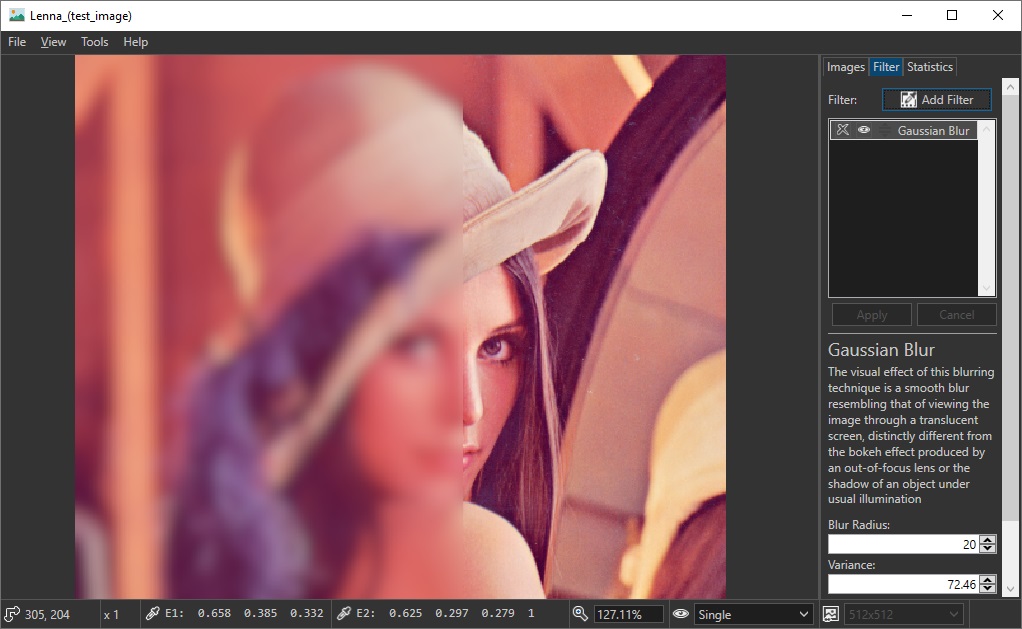 Lenna_(test_image)
File View Tools Help
Images Filter Statistics
Filter: Add Filter
Gaussian Blur
Apply Cancel
Gaussian Blur
The visual effect of this blurring
technique is a smooth blur
resembling that of viewing the
image through a translucent
screen, distinctly different from
the bokeh effect produced by
an out-of-focus lens or the
shadow of an object under
usual illumination
Blur Radius:
20
Variance:
72.46
305, 204 x 1 E1: 0.658 0.385 0.332 E2: 0.625 0.297 0.279 1 127.11% Single 512x512